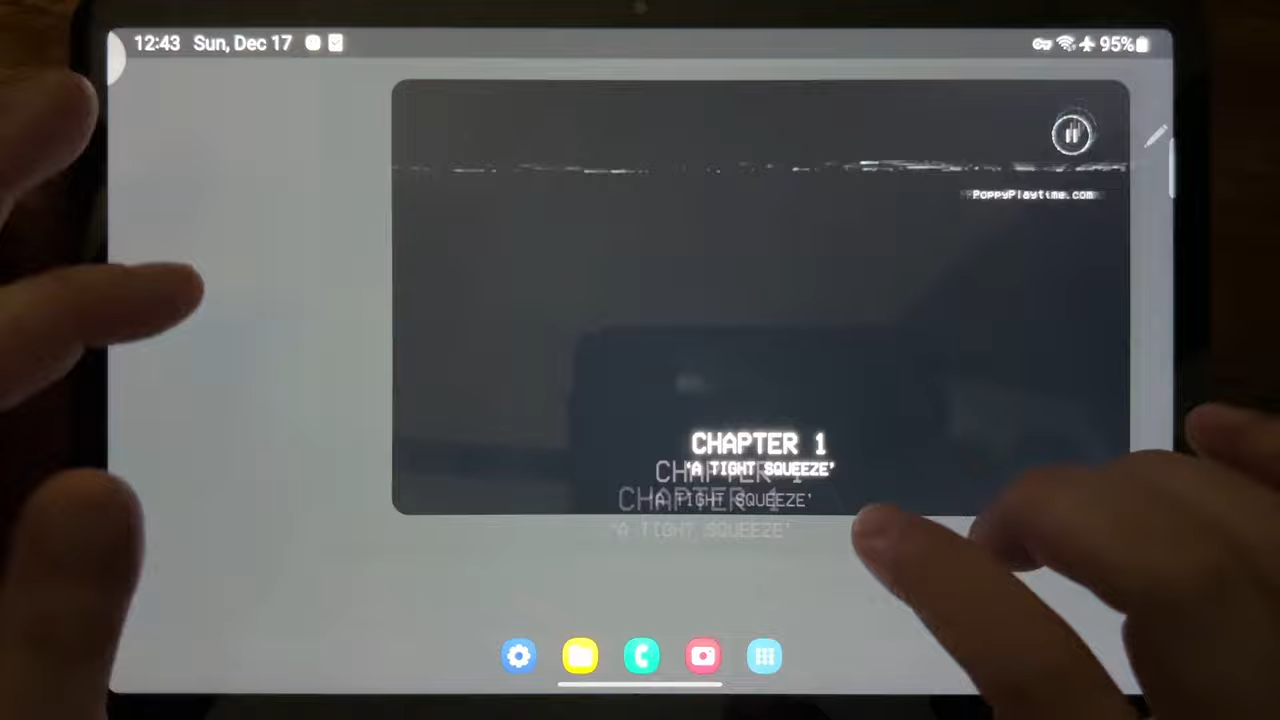 12:43 Sun, Dec 17
95%
PoppyPlaytime.com
CHAPTER 1
'A TIGHT SQUEEZE'
CHAPTER 1
'A TIGHT SQUEEZE'
CHAPTER 1
'A TIGHT SQUEEZE'